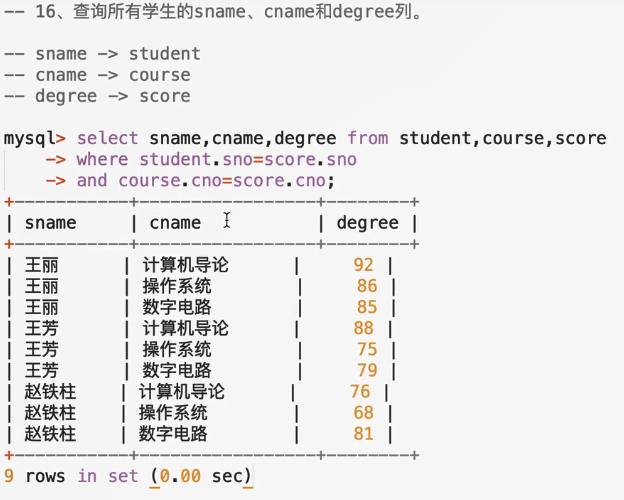 -- 16、查询所有学生的sname、cname和degree列。
-- sname -> student
-- cname -> course
-- degree -> score
mysql> select sname,cname,degree from student,course,score
    -> where student.sno=score.sno
    -> and course.cno=score.cno;
+-----------+-----------------+--------+
| sname     | cname           | degree |
+-----------+-----------------+--------+
| 王丽      | 计算机导论      |     92 |
| 王丽      | 操作系统        |     86 |
| 王丽      | 数字电路        |     85 |
| 王芳      | 计算机导论      |     88 |
| 王芳      | 操作系统        |     75 |
| 王芳      | 数字电路        |     79 |
| 赵铁柱    | 计算机导论      |     76 |
| 赵铁柱    | 操作系统        |     68 |
| 赵铁柱    | 数字电路        |     81 |
+-----------+-----------------+--------+
9 rows in set (0.00 sec)